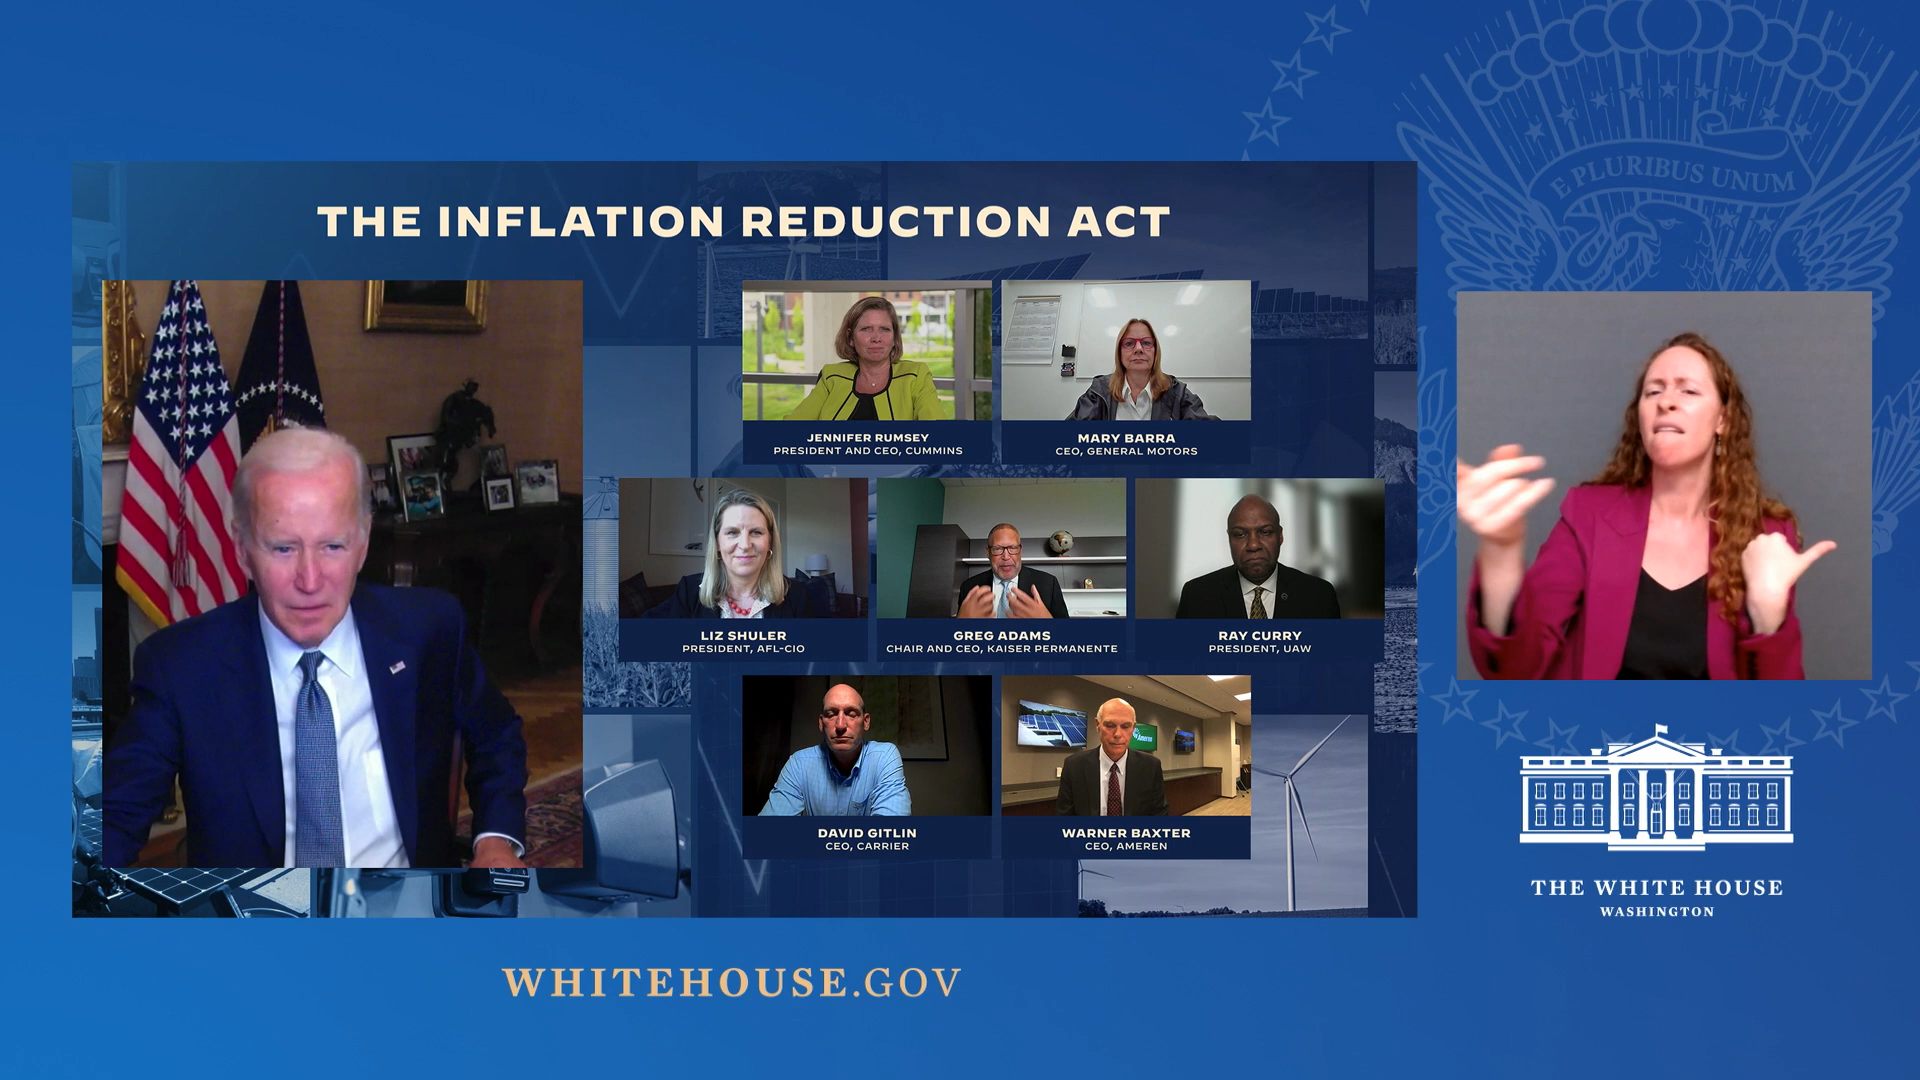 E PLURIBUS UNUM
THE INFLATION REDUCTION ACT
JENNIFER RUMSEY
PRESIDENT AND CEO, CUMMINS
MARY BARRA
CEO, GENERAL MOTORS
LIZ SHULER
PRESIDENT, AFL-CIO
GREG ADAMS
CHAIR AND CEO, KAISER PERMANENTE
RAY CURRY
PRESIDENT, UAW
DAVID GITLIN
CEO, CARRIER
WARNER BAXTER
CEO, AMEREN
THE WHITE HOUSE
WASHINGTON
WHITEHOUSE.GOV